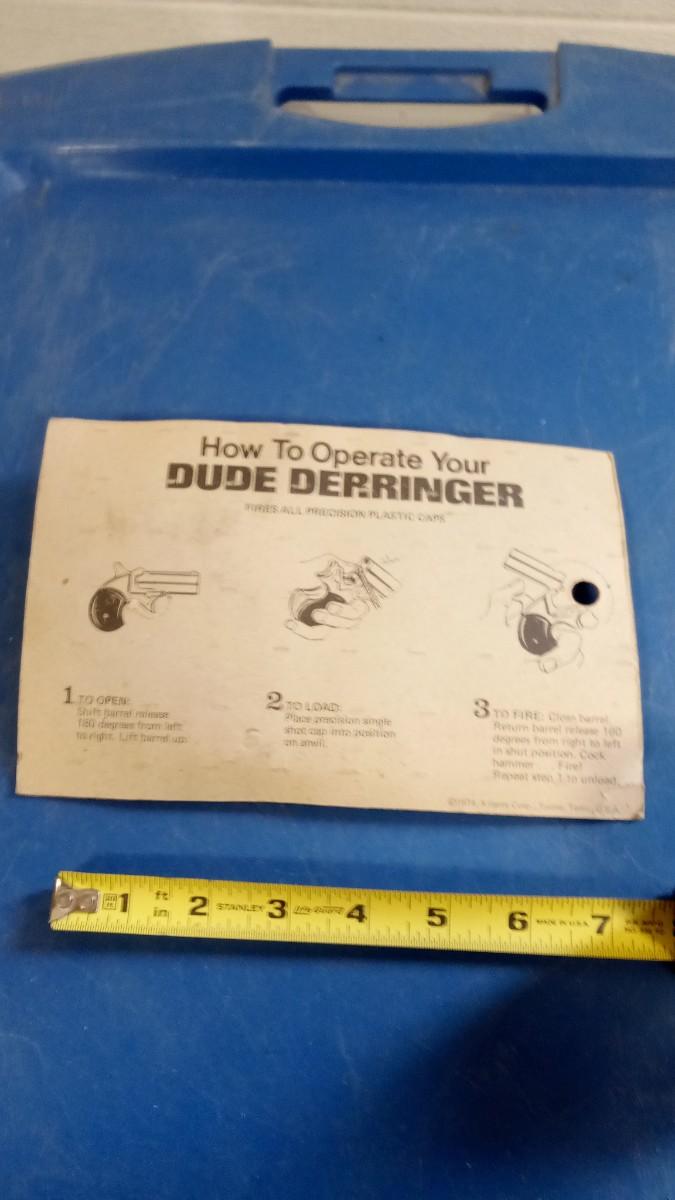 How To Operate Your
DUDE DERRINGER
FIRES ALL PRECISION PLASTIC CAPS
1 TO OPEN:
Shift barrel release
180 degrees from left
to right. Lift barrel up.
2 TO LOAD:
Place precision single
shot cap into position
on anvil.
3 TO FIRE: Close barrel.
Return barrel release 180
degrees from right to left
in shut position. Cock
hammer . . . Fire!
Repeat step 1 to unload.
©1974, Corp., U.S.A.
1 ft in 2 STANLEY 3 4 5 6 MADE IN U.S.A. 7